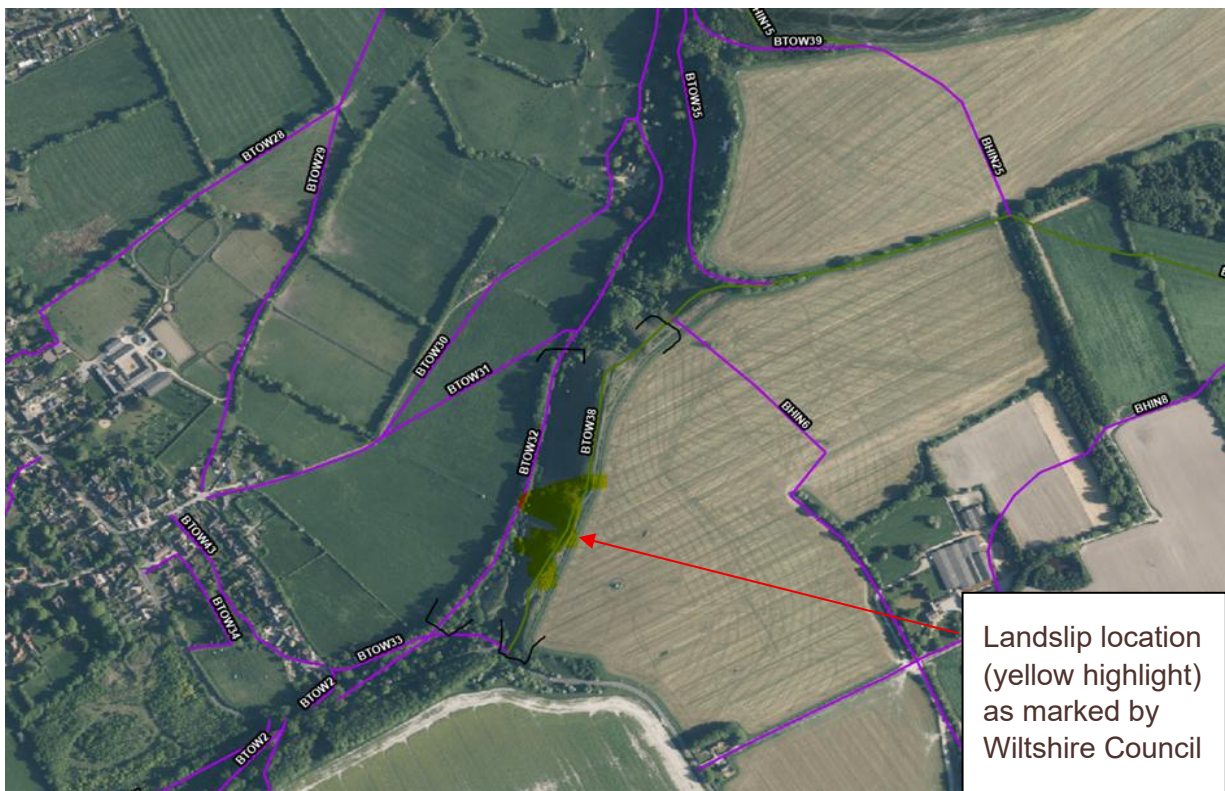 BHIN15
BTOW39
BTOW35
BTOW28
BTOW29
BHIN25
BTOW30
BTOW31
BHIN8
BTOW32
BTOW38
BHIN6
BTOW43
BTOW34
BTOW33
BTOW2
BTOW2
Landslip location
(yellow highlight)
as marked by
Wiltshire Council